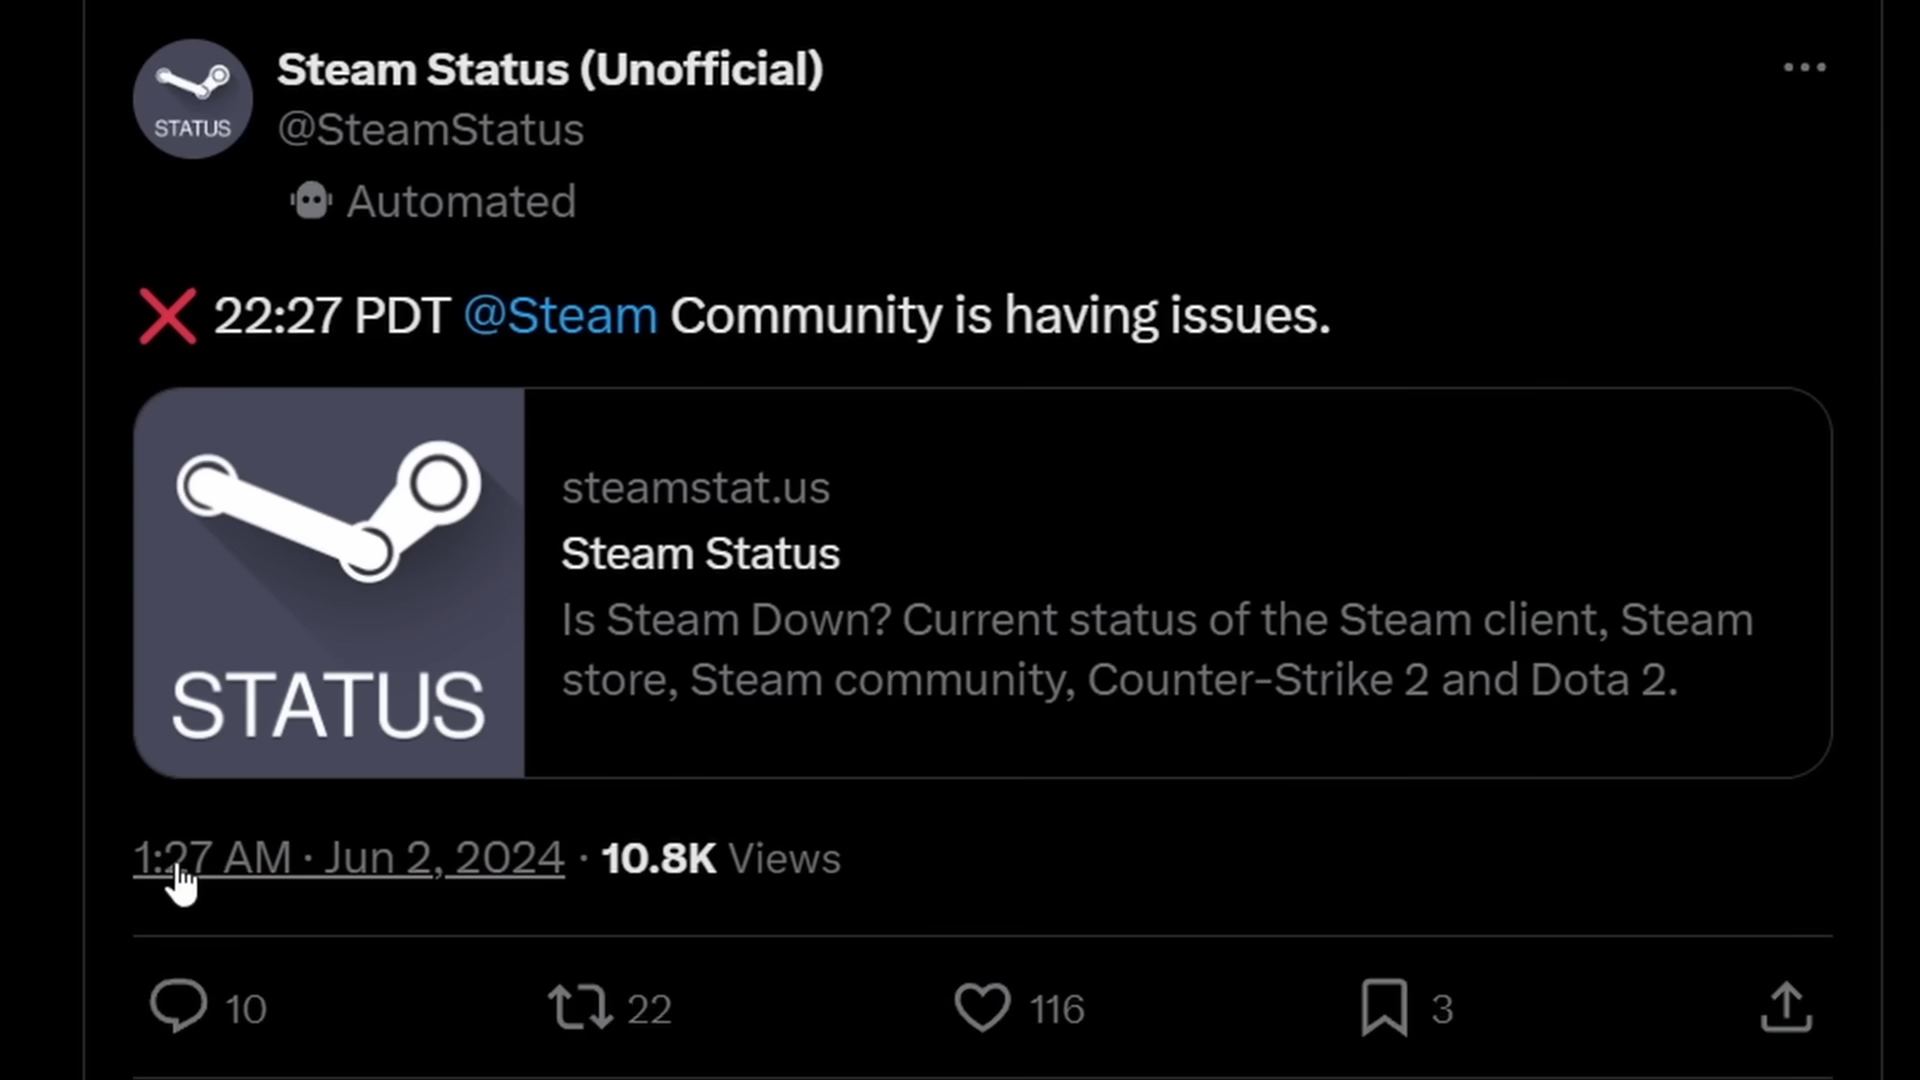 Steam Status (Unofficial)
STATUS
@SteamStatus
Automated
❌ 22:27 PDT @Steam Community is having issues.
steamstat.us
Steam Status
Is Steam Down? Current status of the Steam client, Steam
store, Steam community, Counter-Strike 2 and Dota 2.
STATUS
1:27 AM · Jun 2, 2024 · 10.8K Views
10 22 116 3